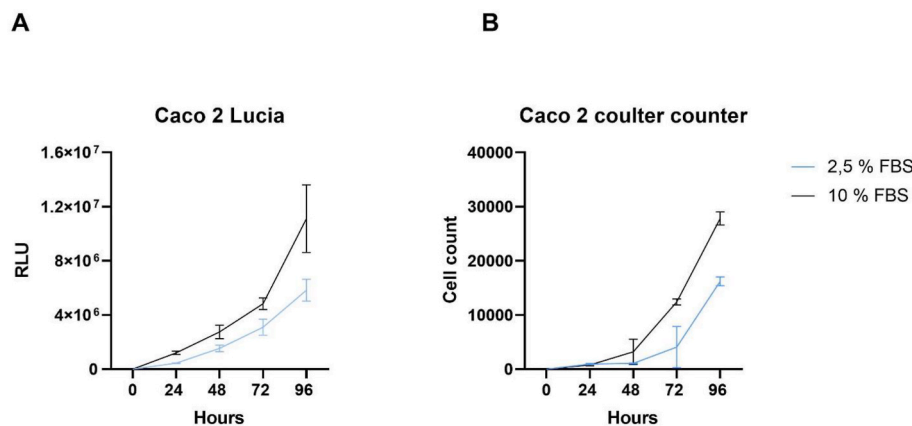 A
B
Caco 2 Lucia
Caco 2 coulter counter
1.6×10⁷
1.2×10⁷
8×10⁶
4×10⁶
0
RLU
0 24 48 72 96
Hours
40000
30000
20000
10000
0
Cell count
0 24 48 72 96
Hours
2,5 % FBS
10 % FBS